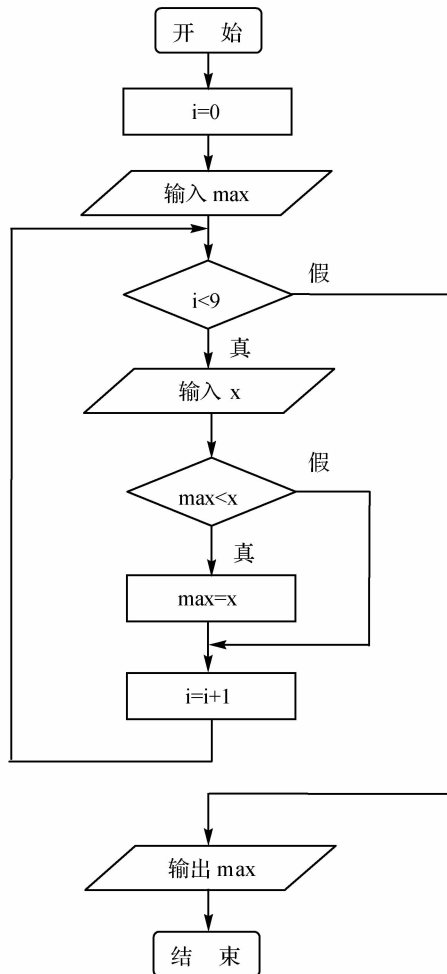 开 始
i=0
输入 max
i<9
假
真
输入 x
max<x
假
真
max=x
i=i+1
输出 max
结 束